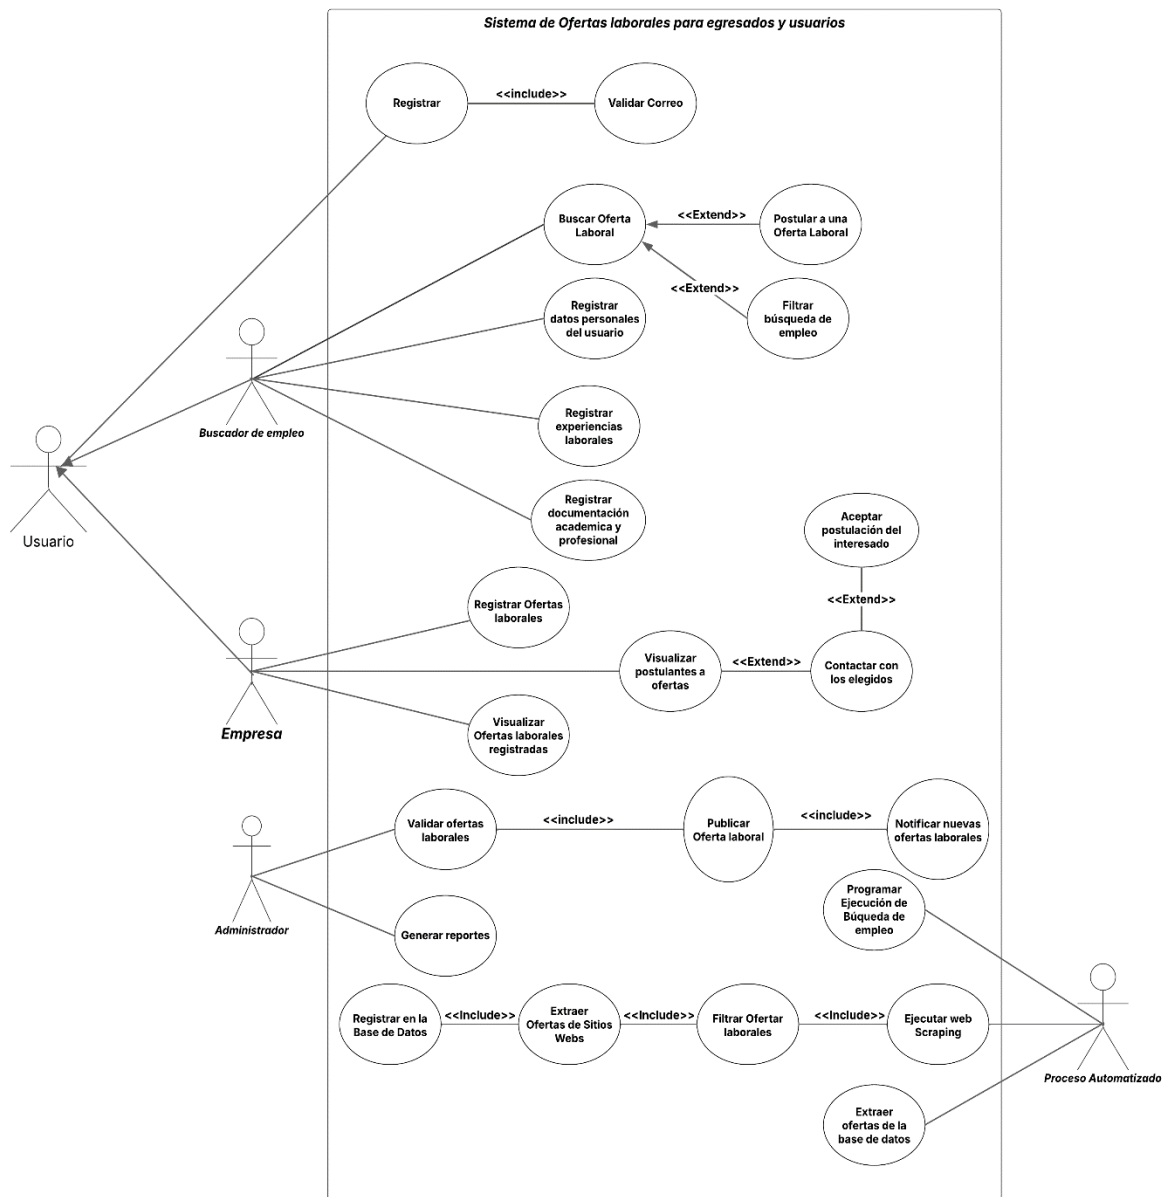 Sistema de Ofertas laborales para egresados y usuarios
Registrar
<<include>>
Validar Correo
Buscar Oferta
Laboral
<<Extend>>
Postular a una
Oferta Laboral
<<Extend>>
Filtrar
búsqueda de
empleo
Registrar
datos personales
del usuario
Buscador de empleo
Registrar
experiencias
laborales
Usuario
Registrar
documentación
academica y
profesional
Aceptar
postulación del
interesado
<<Extend>>
Registrar Ofertas
laborales
Visualizar
postulantes a
ofertas
<<Extend>>
Contactar con
los elegidos
Empresa
Visualizar
Ofertas laborales
registradas
Validar ofertas
laborales
<<include>>
Publicar
Oferta laboral
<<include>>
Notificar nuevas
ofertas laborales
Administrador
Generar reportes
Programar
Ejecución de
Búqueda de
empleo
Registrar en la
Base de Datos
<<Include>>
Extraer
Ofertas de Sitios
Webs
<<Include>>
Filtrar Ofertar
laborales
<<Include>>
Ejecutar web
Scraping
Proceso Automatizado
Extraer
ofertas de la
base de datos